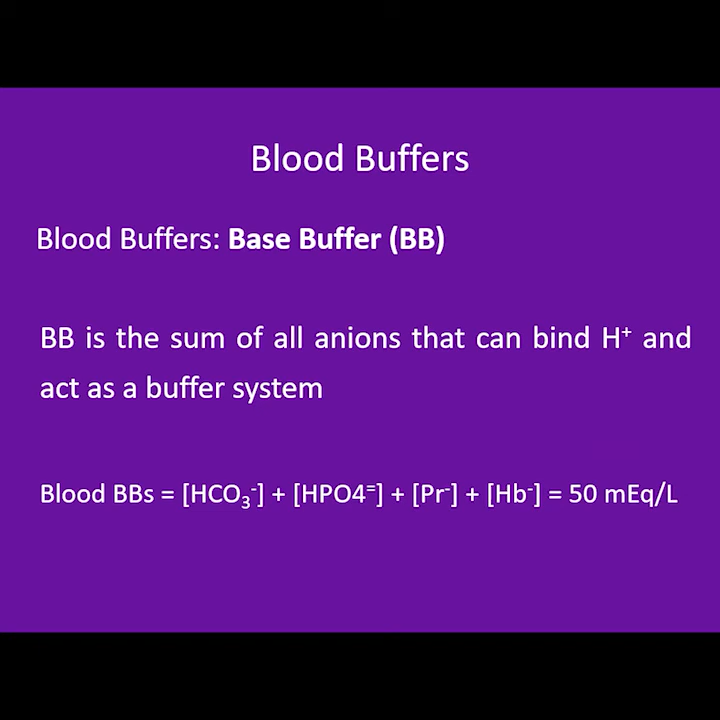 Blood Buffers
Blood Buffers: Base Buffer (BB)
BB is the sum of all anions that can bind H⁺ and
act as a buffer system
Blood BBs = [HCO₃⁻] + [HPO4⁼] + [Pr⁻] + [Hb⁻] = 50 mEq/L